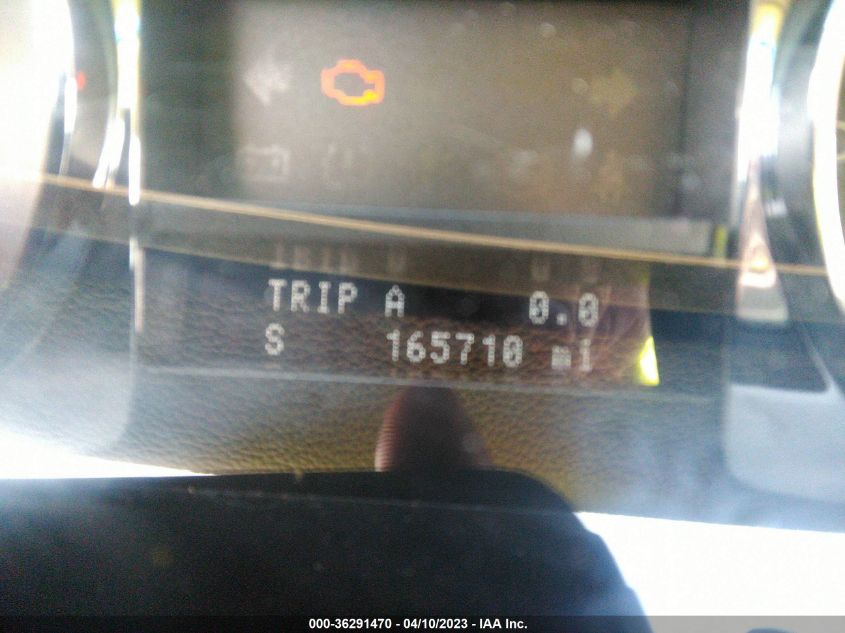 TRIP A 0.0
S 165710 mi
000-36291470 - 04/10/2023 - IAA Inc.